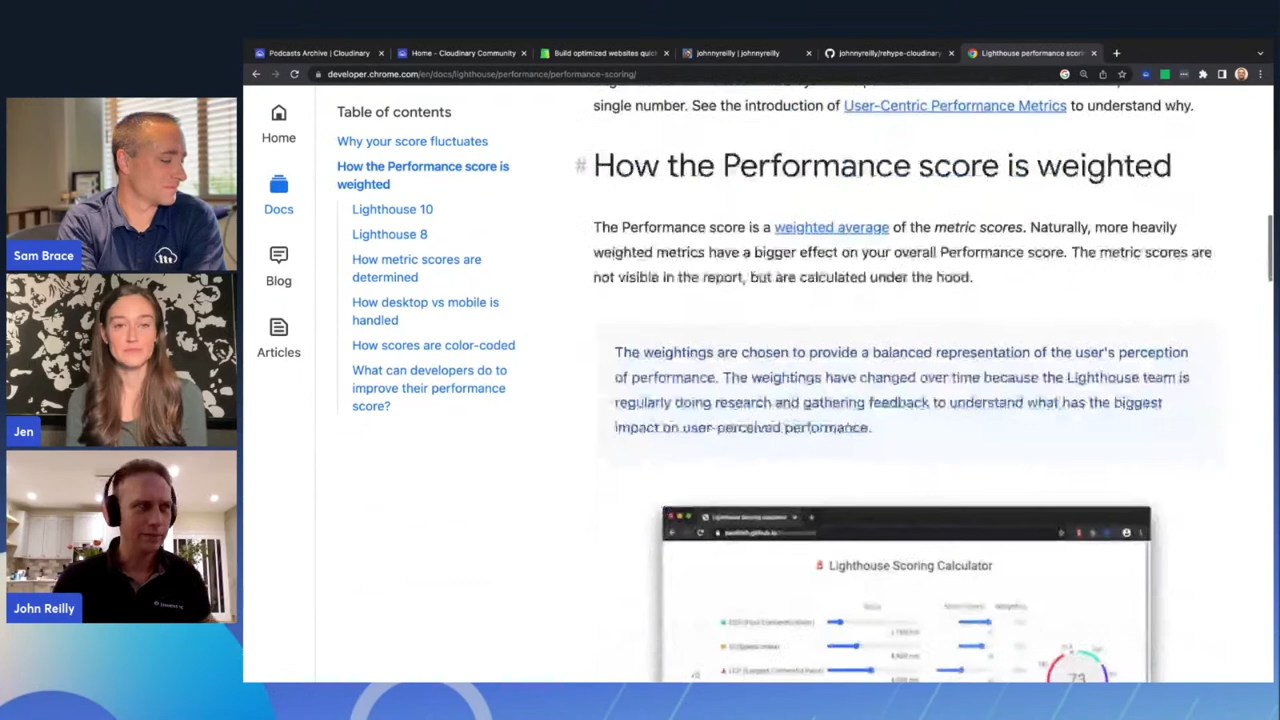 Podcasts Archive | Cloudinary
Home - Cloudinary Community
Build optimized websites quic
johnnyreilly | johnnyreilly
johnnyreilly/rehype-cloudinary
Lighthouse performance scorin
developer.chrome.com/en/docs/lighthouse/performance/performance-scoring/
Home
Docs
Blog
Articles
Table of contents
Why your score fluctuates
How the Performance score is
weighted
Lighthouse 10
Lighthouse 8
How metric scores are
determined
How desktop vs mobile is
handled
How scores are color-coded
What can developers do to
improve their performance
score?
single number. See the introduction of User-Centric Performance Metrics to understand why.
# How the Performance score is weighted
The Performance score is a weighted average of the metric scores. Naturally, more heavily
weighted metrics have a bigger effect on your overall Performance score. The metric scores are
not visible in the report, but are calculated under the hood.
The weightings are chosen to provide a balanced representation of the user's perception
of performance. The weightings have changed over time because the Lighthouse team is
regularly doing research and gathering feedback to understand what has the biggest
impact on user-perceived performance.
Lighthouse Scoring Calculator
73
Sam Brace
Jen
John Reilly